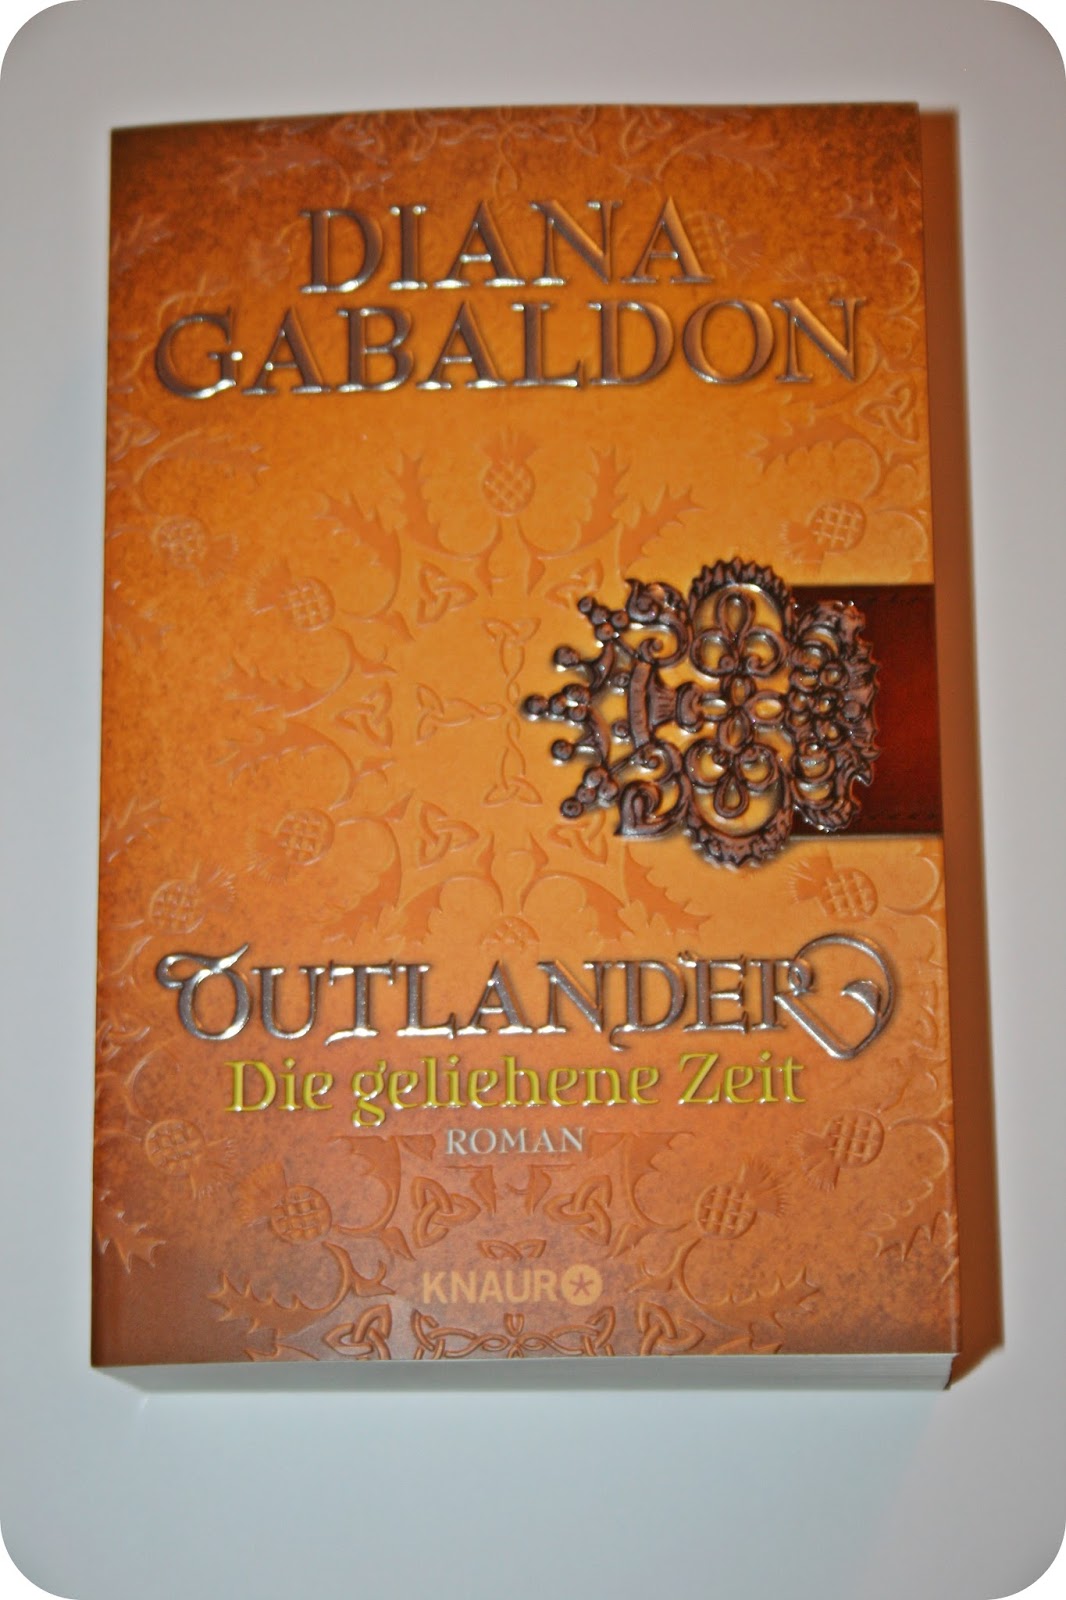 DIANA
GABALDON
OUTLANDER
Die geliehene Zeit
ROMAN
KNAUR